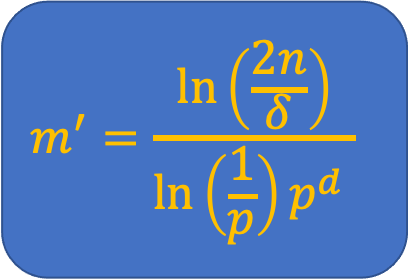 m' = ln(2n/δ) / ln(1/p) p^d